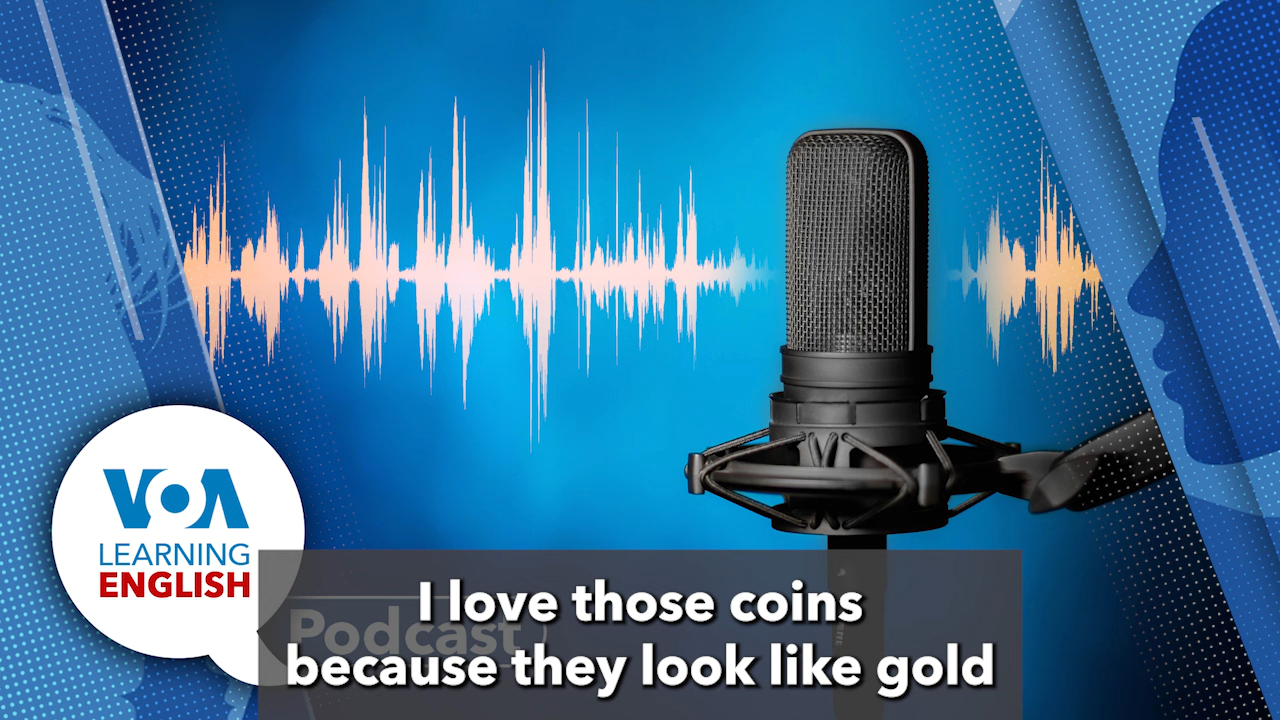 VOA
LEARNING
ENGLISH
Podcast
I love those coins
because they look like gold